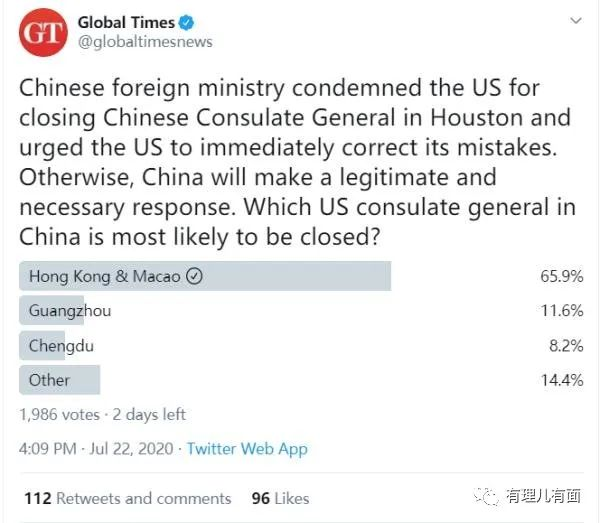 GT
Global Times
@globaltimesnews
Chinese foreign ministry condemned the US for
closing Chinese Consulate General in Houston and
urged the US to immediately correct its mistakes.
Otherwise, China will make a legitimate and
necessary response. Which US consulate general in
China is most likely to be closed?
Hong Kong & Macao 65.9%
Guangzhou 11.6%
Chengdu 8.2%
Other 14.4%
1,986 votes · 2 days left
4:09 PM · Jul 22, 2020 · Twitter Web App
112 Retweets and comments 96 Likes
有理儿有面